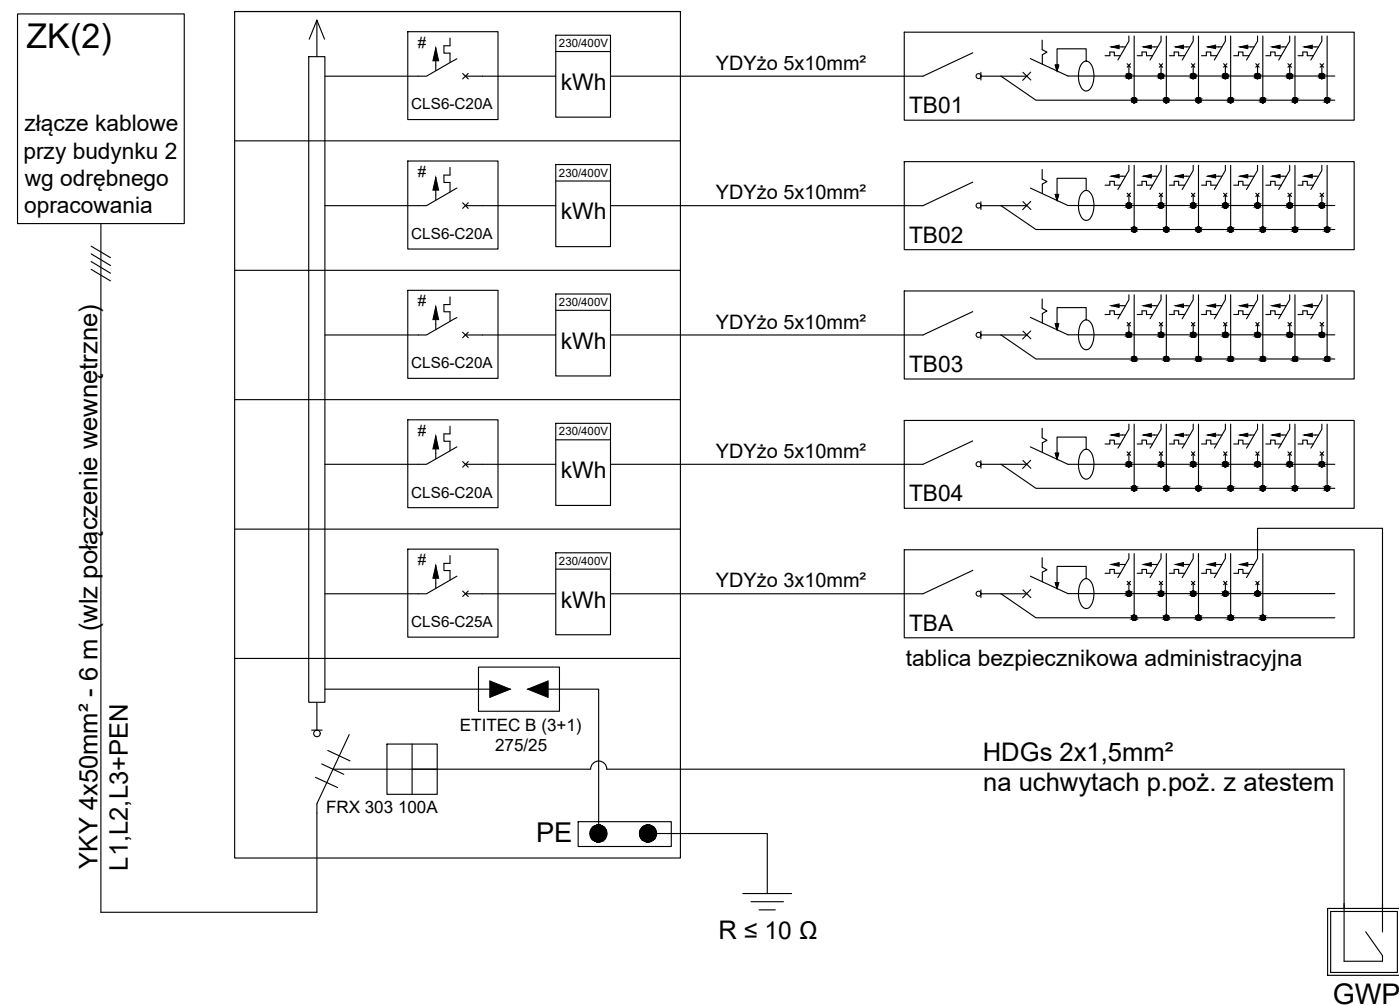 ZK(2)
złącze kablowe
przy budynku 2
wg odrębnego
opracowania
YKY 4x50mm² - 6 m (wlz połączenie wewnętrzne)
L1,L2,L3+PEN
#
CLS6-C20A
230/400V
kWh
YDYżo 5x10mm²
TB01
#
CLS6-C20A
230/400V
kWh
YDYżo 5x10mm²
TB02
#
CLS6-C20A
230/400V
kWh
YDYżo 5x10mm²
TB03
#
CLS6-C20A
230/400V
kWh
YDYżo 5x10mm²
TB04
#
CLS6-C25A
230/400V
kWh
YDYżo 3x10mm²
TBA
tablica bezpiecznikowa administracyjna
ETITEC B (3+1)
275/25
FRX 303 100A
HDGs 2x1,5mm²
na uchwytach p.poż. z atestem
PE
R ≤ 10 Ω
GWP